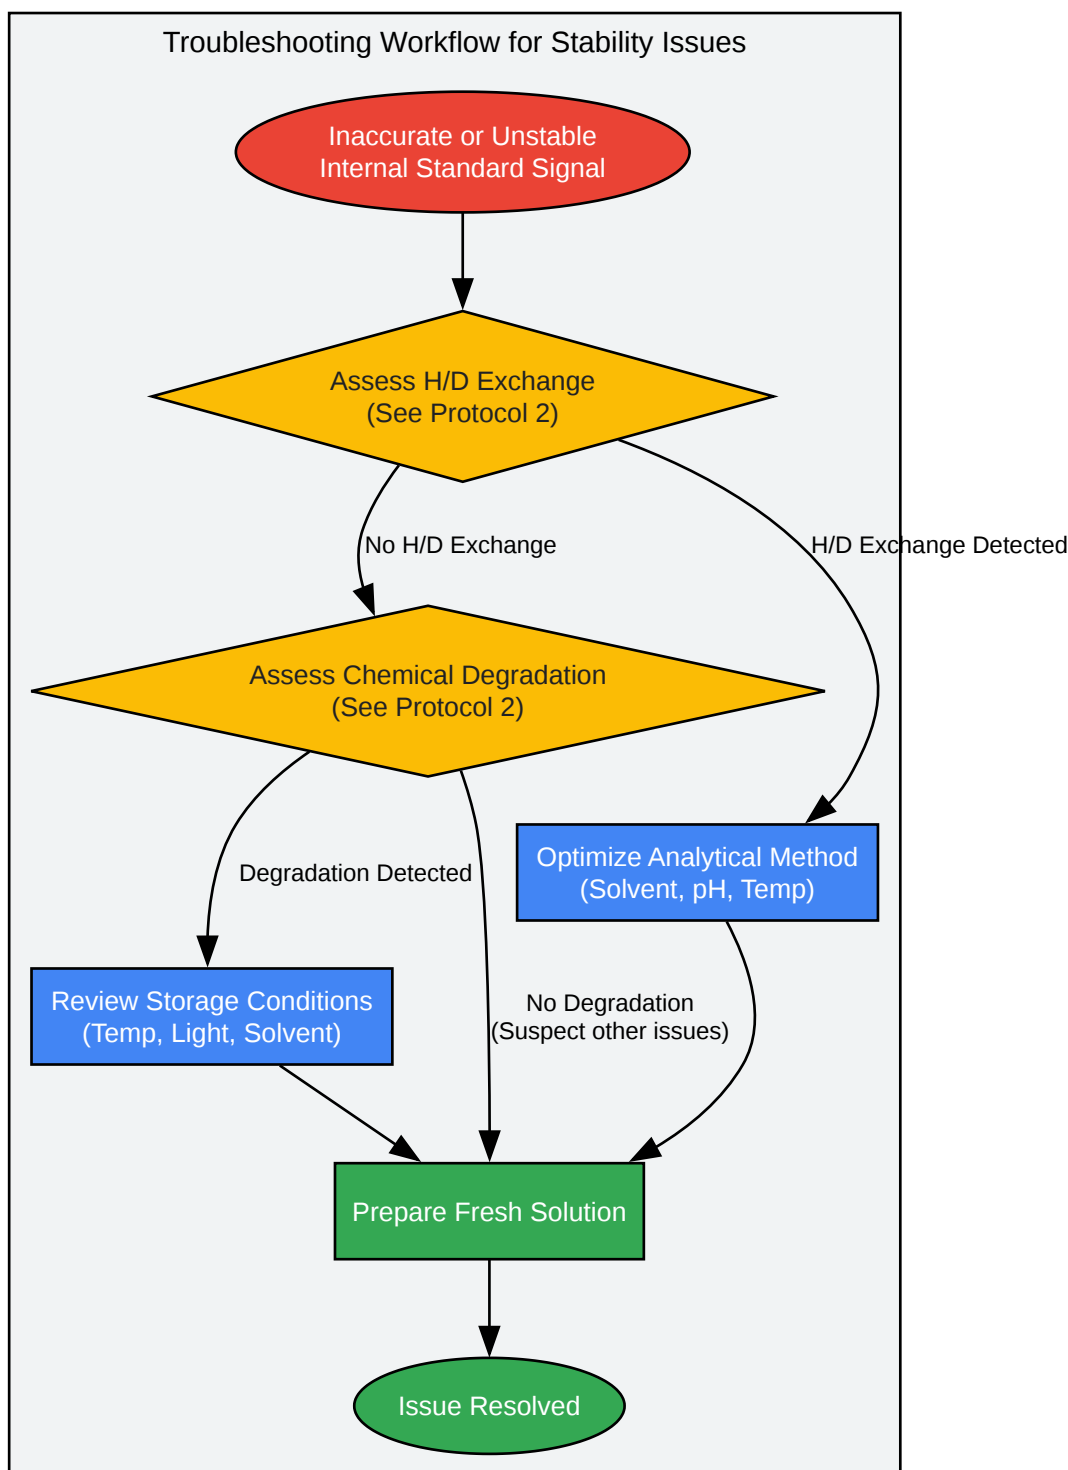 Troubleshooting Workflow for Stability Issues
Inaccurate or Unstable
Internal Standard Signal
Assess H/D Exchange
(See Protocol 2)
No H/D Exchange
H/D Exchange Detected
Assess Chemical Degradation
(See Protocol 2)
Degradation Detected
Optimize Analytical Method
(Solvent, pH, Temp)
Review Storage Conditions
(Temp, Light, Solvent)
No Degradation
(Suspect other issues)
Prepare Fresh Solution
Issue Resolved